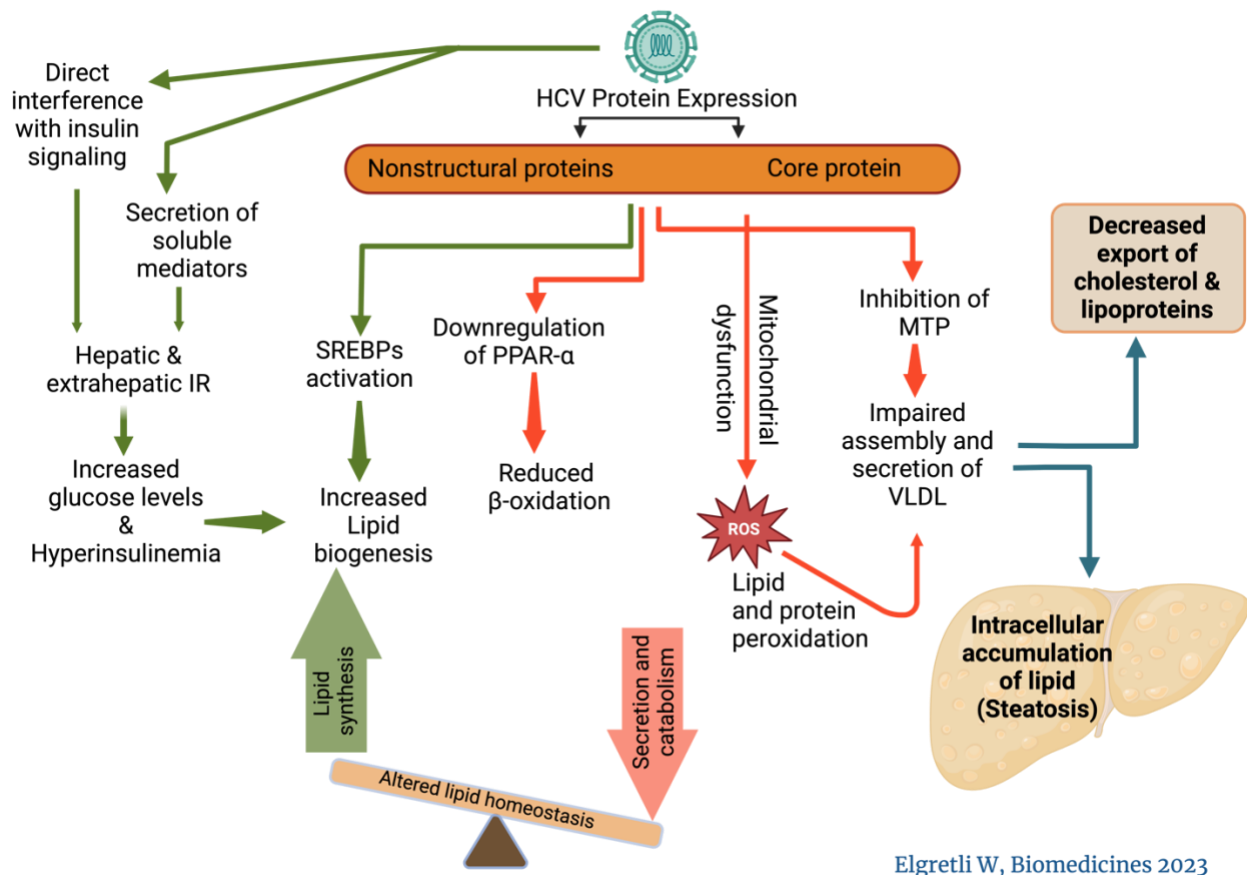 HCV Protein Expression
Nonstructural proteins
Core protein
Direct
interference
with insulin
signaling
Secretion of
soluble
mediators
Hepatic &
extrahepatic IR
Increased
glucose levels
&
Hyperinsulinemia
SREBPs
activation
Increased
Lipid
biogenesis
Downregulation
of PPAR-α
Reduced
β-oxidation
Mitochondrial
dysfunction
ROS
Lipid
and protein
peroxidation
Inhibition of
MTP
Impaired
assembly and
secretion of
VLDL
Decreased
export of
cholesterol &
lipoproteins
Intracellular
accumulation
of lipid
(Steatosis)
Lipid
synthesis
Secretion and
catabolism
Altered lipid homeostasis
Elgretli W, Biomedicines 2023